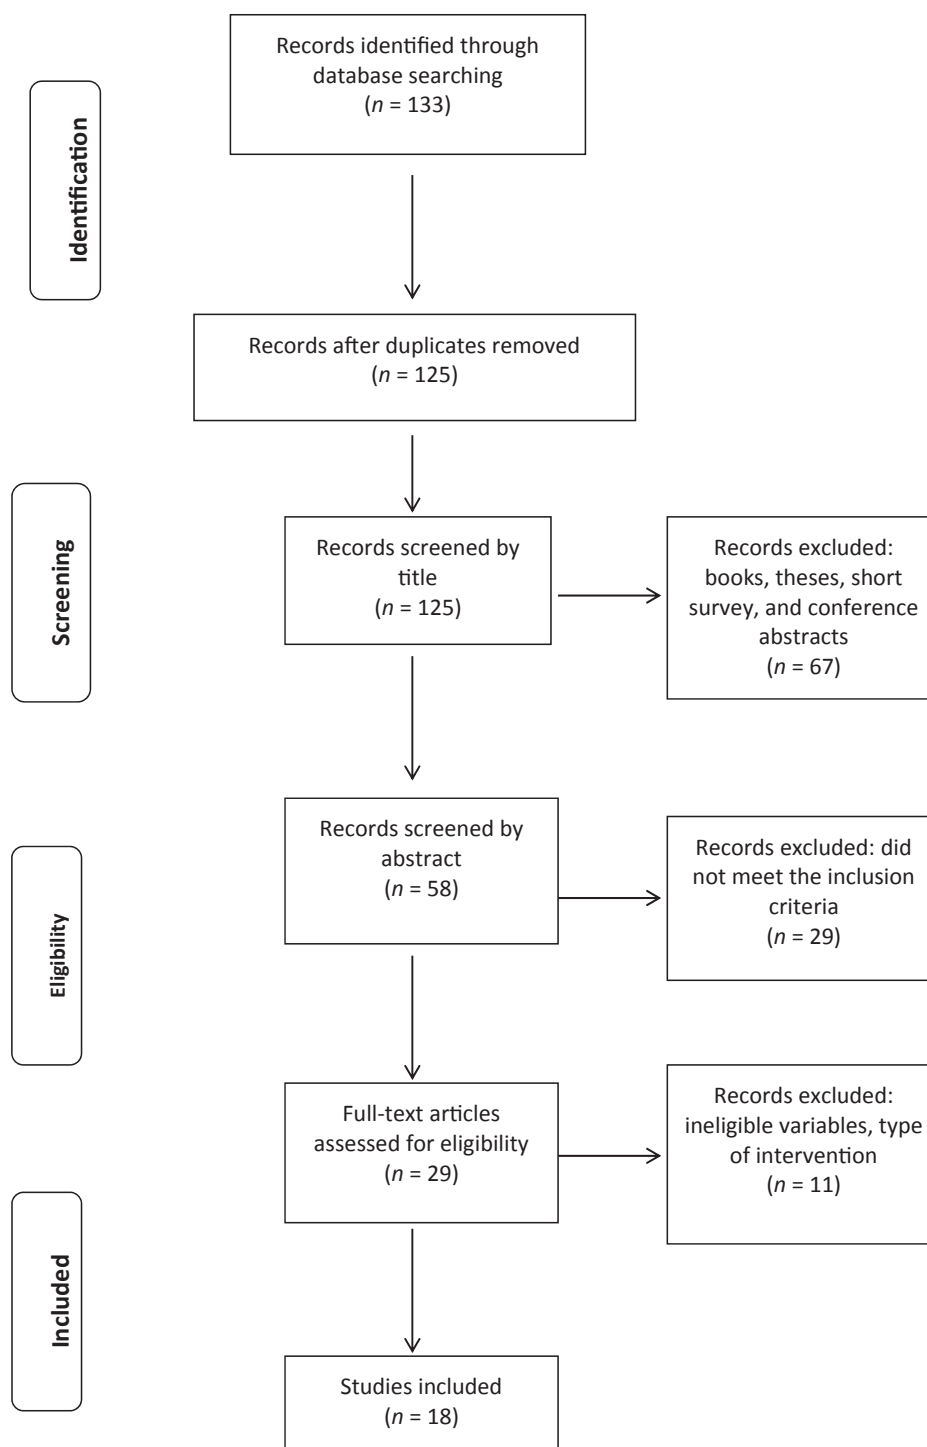 Records identified through
database searching
(n = 133)
Identification
Records after duplicates removed
(n = 125)
Screening
Records screened by
title
(n = 125)
Records excluded:
books, theses, short
survey, and conference
abstracts
(n = 67)
Records screened by
abstract
(n = 58)
Records excluded: did
not meet the inclusion
criteria
(n = 29)
Eligibility
Full-text articles
assessed for eligibility
(n = 29)
Records excluded:
ineligible variables, type
of intervention
(n = 11)
Included
Studies included
(n = 18)